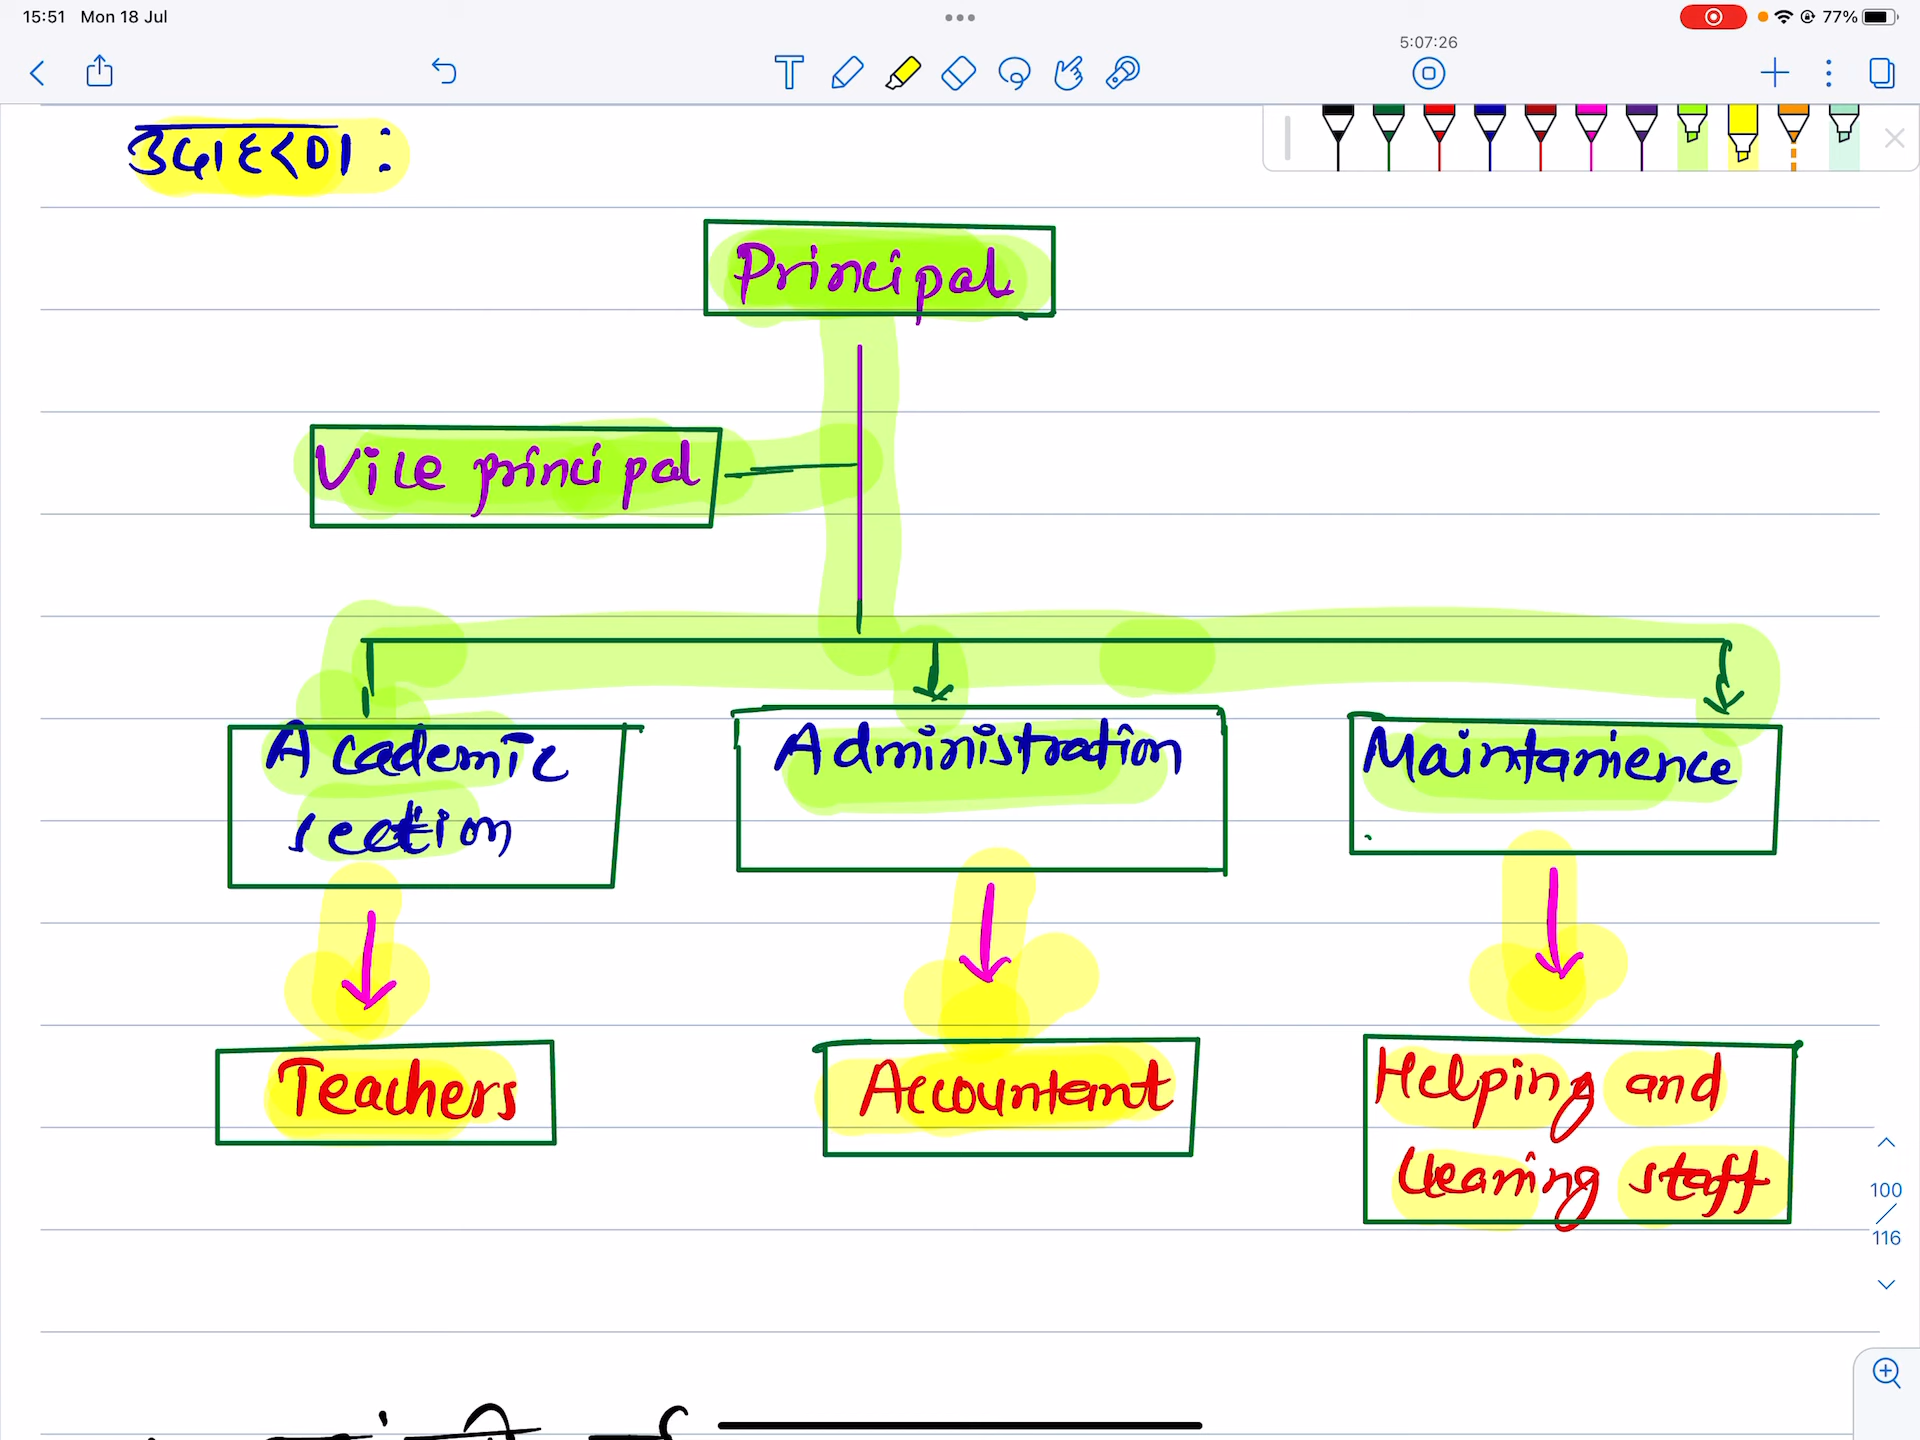 15:51 Mon 18 Jul
77%
5:07:26
उदाहरण :
Principal
Vice principal
Academic
section
Administration
Maintanience
Teachers
Accountant
Helping and
cleaning staff
100
/
116